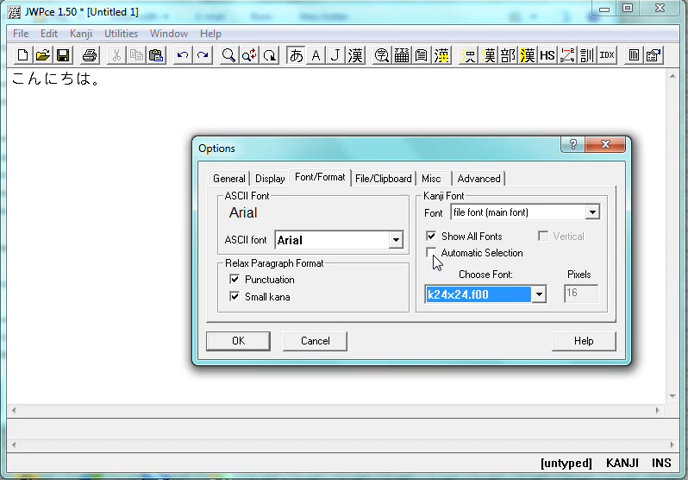 JWPce 1.50 * [Untitled 1]
File Edit Kanji Utilities Window Help
あ A J 漢 部 漢 HS 訓 IDX
こんにちは。
Options
General Display Font/Format File/Clipboard Misc Advanced
ASCII Font
Arial
ASCII font Arial
Relax Paragraph Format
Punctuation
Small kana
Kanji Font
Font file font (main font)
Show All Fonts Vertical
Automatic Selection
Choose Font: Pixels
k24x24.f00 16
OK Cancel Help
[untyped] KANJI INS